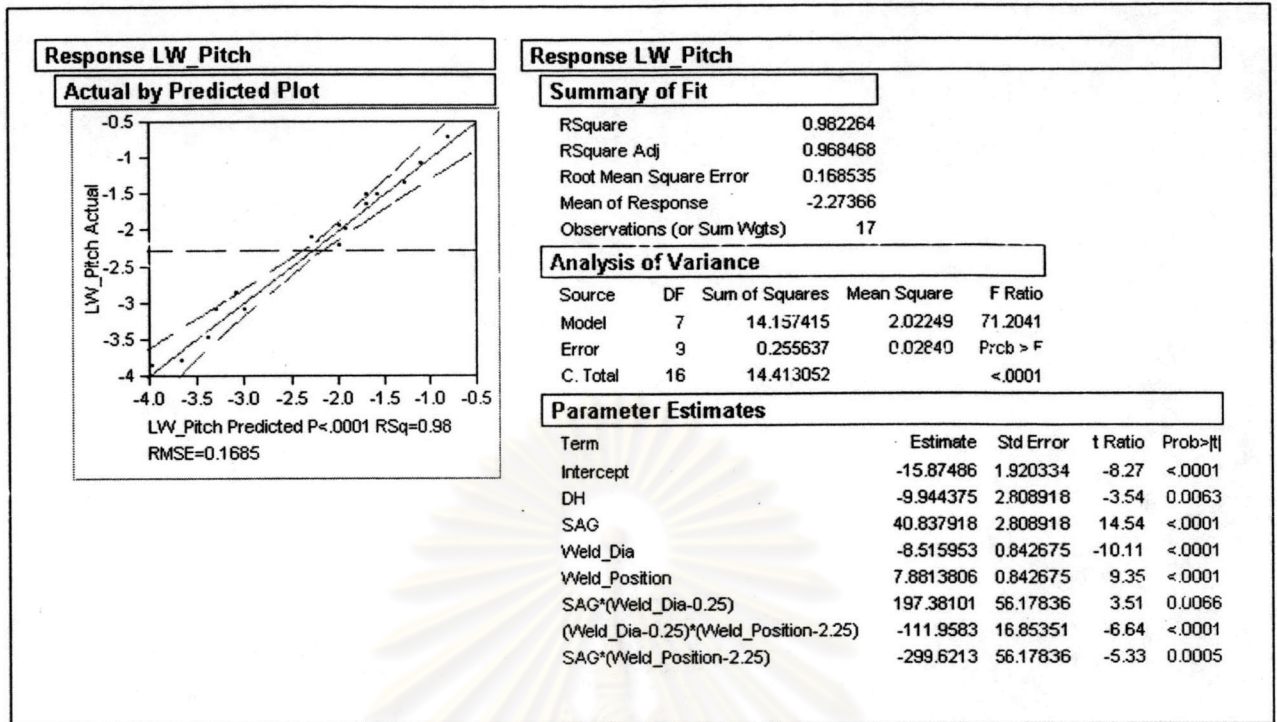 Response LW_Pitch
Actual by Predicted Plot
-0.5
-1
-1.5
-2
-2.5
-3
-3.5
-4
LW_Pitch Actual
-4.0 -3.5 -3.0 -2.5 -2.0 -1.5 -1.0 -0.5
LW_Pitch Predicted P<.0001 RSq=0.98
RMSE=0.1685
Response LW_Pitch
Summary of Fit
RSquare 0.982264
RSquare Adj 0.968468
Root Mean Square Error 0.168535
Mean of Response -2.27366
Observations (or Sum Wgts) 17
Analysis of Variance
Source DF Sum of Squares Mean Square F Ratio
Model 7 14.157415 2.02249 71.2041
Error 9 0.255637 0.02840 Prob > F
C. Total 16 14.413052 <.0001
Parameter Estimates
Term Estimate Std Error t Ratio Prob>|t|
Intercept -15.87486 1.920334 -8.27 <.0001
DH -9.944375 2.808918 -3.54 0.0063
SAG 40.837918 2.808918 14.54 <.0001
Weld_Dia -8.515953 0.842675 -10.11 <.0001
Weld_Position 7.8813806 0.842675 9.35 <.0001
SAG*(Weld_Dia-0.25) 197.38101 56.17836 3.51 0.0066
(Weld_Dia-0.25)*(Weld_Position-2.25) -111.9583 16.85351 -6.64 <.0001
SAG*(Weld_Position-2.25) -299.6213 56.17836 -5.33 0.0005